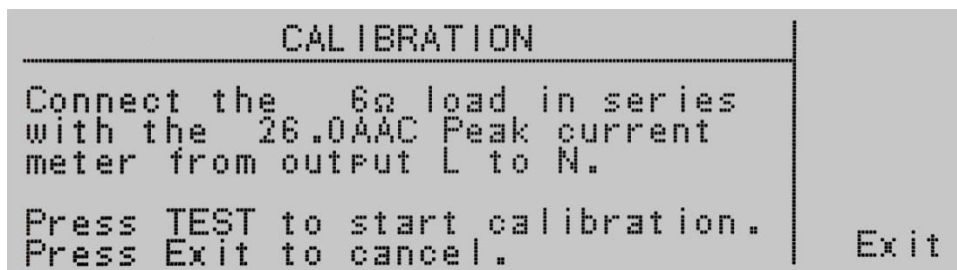 CALIBRATION
Connect the 6Ω load in series
with the 26.0AAC Peak current
meter from output L to N.
Press TEST to start calibration.
Press Exit to cancel.
Exit